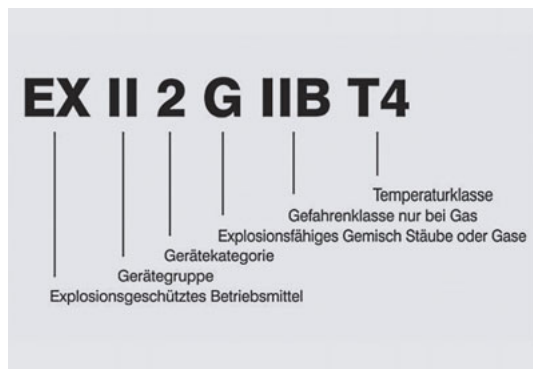 EX II 2 G IIB T4
Temperaturklasse
Gefahrenklasse nur bei Gas
Explosionsfähiges Gemisch Stäube oder Gase
Gerätekategorie
Gerätegruppe
Explosionsgeschütztes Betriebsmittel